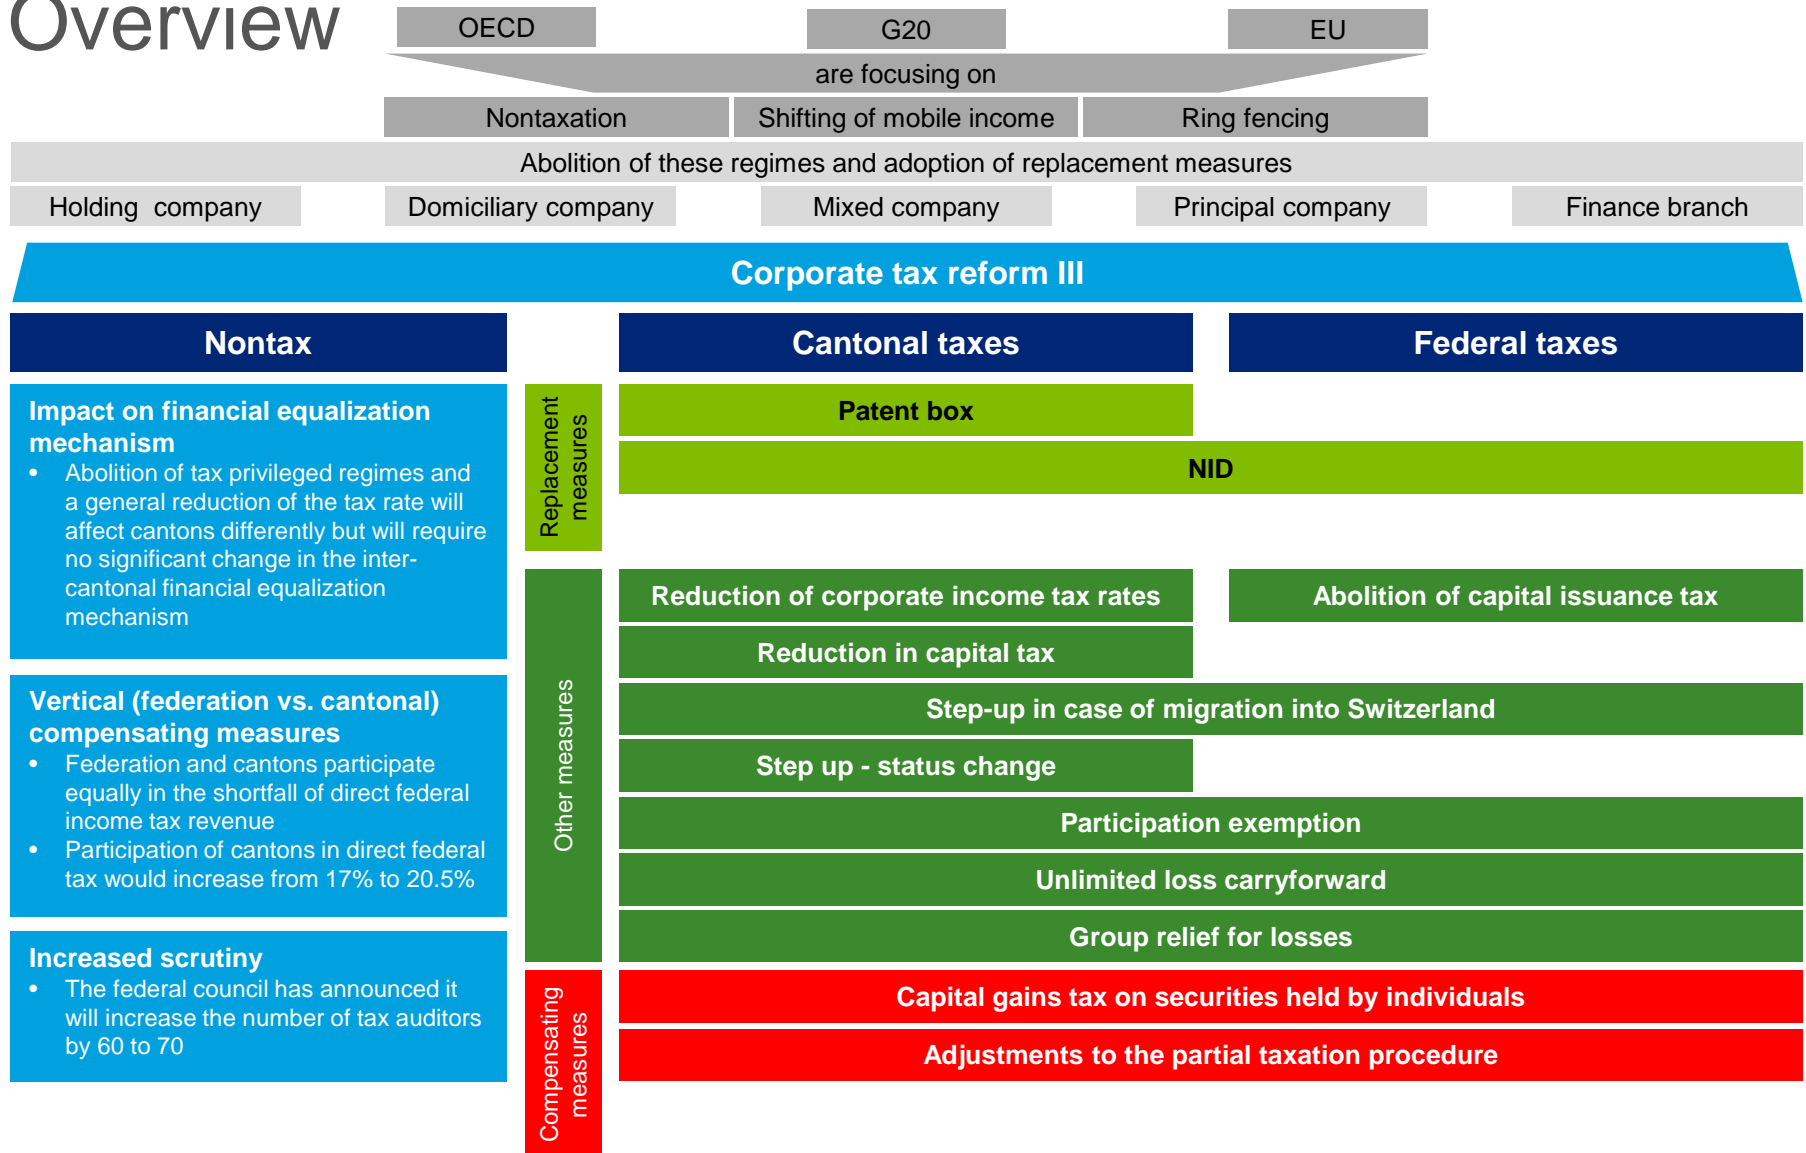 Overview
OECD
G20
EU
are focusing on
Nontaxation
Shifting of mobile income
Ring fencing
Abolition of these regimes and adoption of replacement measures
Holding company
Domiciliary company
Mixed company
Principal company
Finance branch
Corporate tax reform III
Nontax
Cantonal taxes
Federal taxes
Impact on financial equalization
mechanism
• Abolition of tax privileged regimes and
a general reduction of the tax rate will
affect cantons differently but will require
no significant change in the inter-
cantonal financial equalization
mechanism
Vertical (federation vs. cantonal)
compensating measures
• Federation and cantons participate
equally in the shortfall of direct federal
income tax revenue
• Participation of cantons in direct federal
tax would increase from 17% to 20.5%
Increased scrutiny
• The federal council has announced it
will increase the number of tax auditors
by 60 to 70
Replacement
measures
Patent box
NID
Other measures
Reduction of corporate income tax rates
Abolition of capital issuance tax
Reduction in capital tax
Step-up in case of migration into Switzerland
Step up - status change
Participation exemption
Unlimited loss carryforward
Group relief for losses
Compensating
measures
Capital gains tax on securities held by individuals
Adjustments to the partial taxation procedure